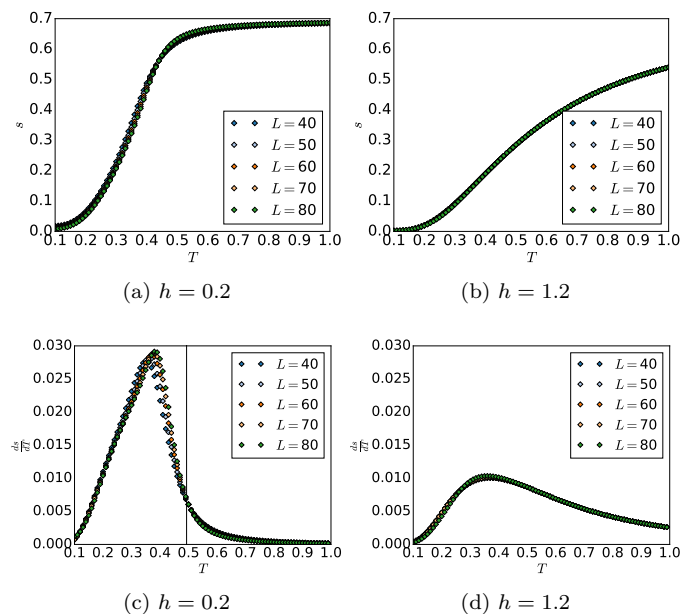 0.7
0.6
0.5
0.4
0.3
0.2
0.1
0.0
s
0.1 0.2 0.3 0.4 0.5 0.6 0.7 0.8 0.9 1.0
T
L = 40
L = 50
L = 60
L = 70
L = 80
(a) h = 0.2
0.7
0.6
0.5
0.4
0.3
0.2
0.1
0.0
s
0.1 0.2 0.3 0.4 0.5 0.6 0.7 0.8 0.9 1.0
T
L = 40
L = 50
L = 60
L = 70
L = 80
(b) h = 1.2
0.030
0.025
0.020
0.015
0.010
0.005
0.000
ds
dT
0.1 0.2 0.3 0.4 0.5 0.6 0.7 0.8 0.9 1.0
T
L = 40
L = 50
L = 60
L = 70
L = 80
(c) h = 0.2
0.030
0.025
0.020
0.015
0.010
0.005
0.000
ds
dT
0.1 0.2 0.3 0.4 0.5 0.6 0.7 0.8 0.9 1.0
T
L = 40
L = 50
L = 60
L = 70
L = 80
(d) h = 1.2